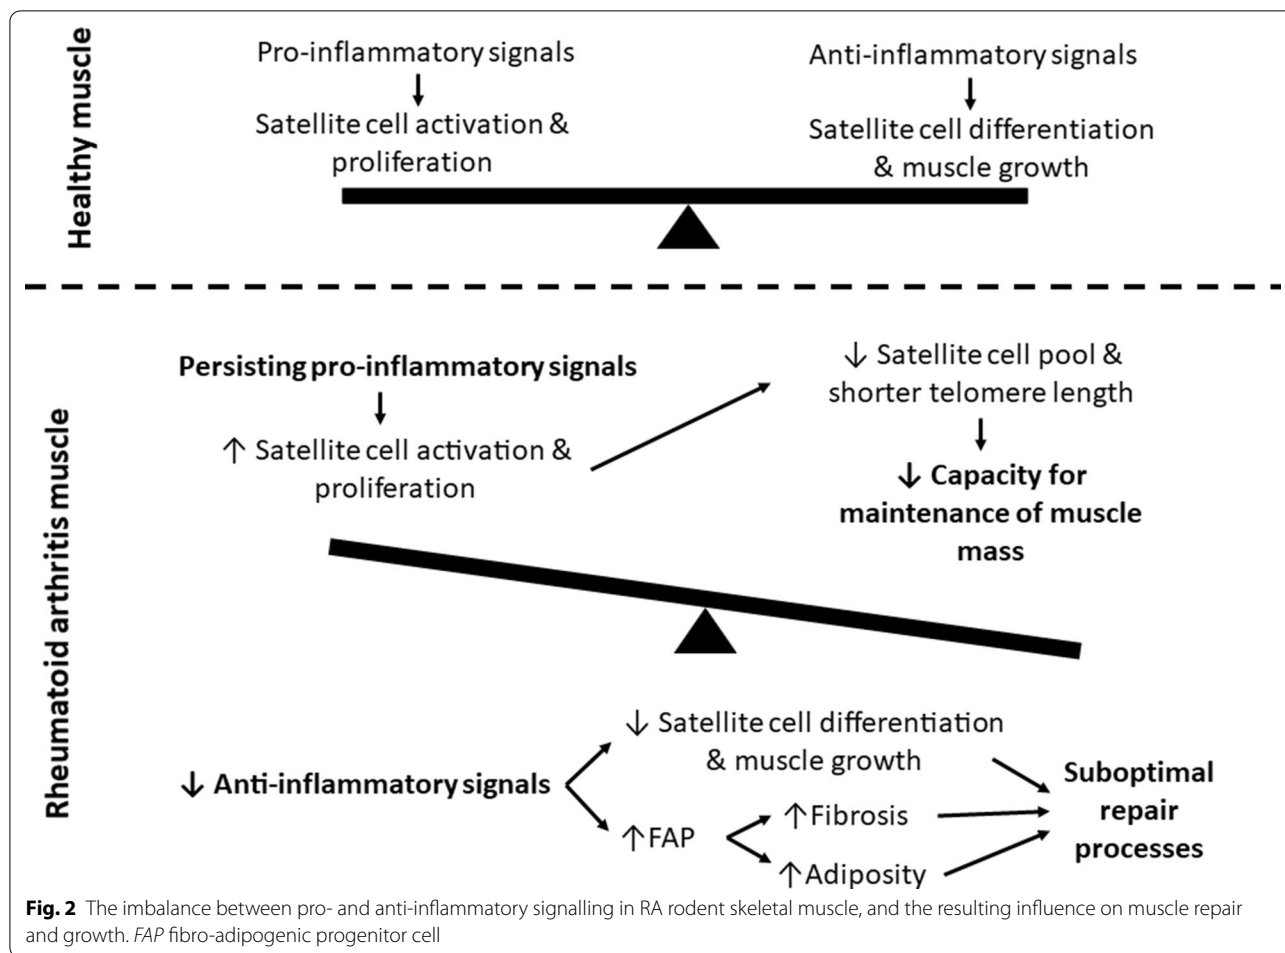 Healthy muscle
Pro-inflammatory signals
Satellite cell activation &
proliferation
Anti-inflammatory signals
Satellite cell differentiation
& muscle growth
Rheumatoid arthritis muscle
Persisting pro-inflammatory signals
↑ Satellite cell activation &
proliferation
↓ Satellite cell pool &
shorter telomere length
↓ Capacity for
maintenance of muscle
mass
↓ Anti-inflammatory signals
↓ Satellite cell differentiation
& muscle growth
↑FAP
↑Fibrosis
↑Adiposity
Suboptimal
repair
processes
Fig. 2 The imbalance between pro- and anti-inflammatory signalling in RA rodent skeletal muscle, and the resulting influence on muscle repair
and growth. FAP fibro-adipogenic progenitor cell